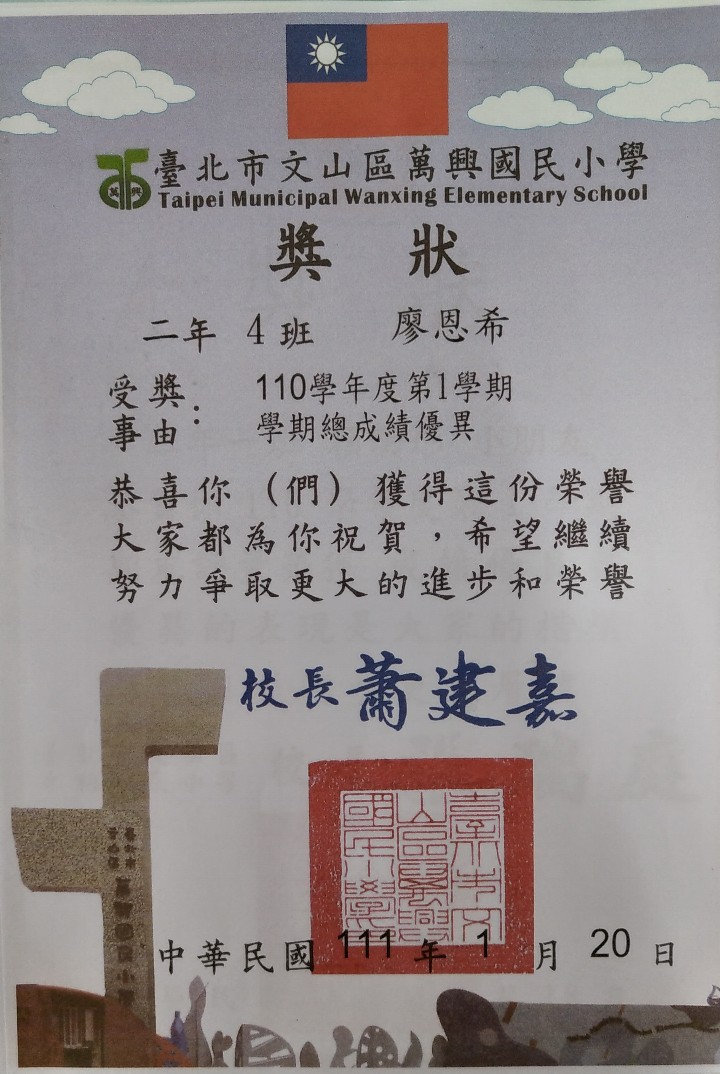 臺北市文山區萬興國民小學
萬興
Taipei Municipal Wanxing Elementary School
獎狀
二年 4 班 廖恩希
受獎事由： 110學年度第1學期
學期總成績優異
恭喜你（們）獲得這份榮譽
大家都為你祝賀，希望繼續
努力爭取更大的進步和榮譽
校長 蕭建嘉
中華民國 111 年 1 月 20 日